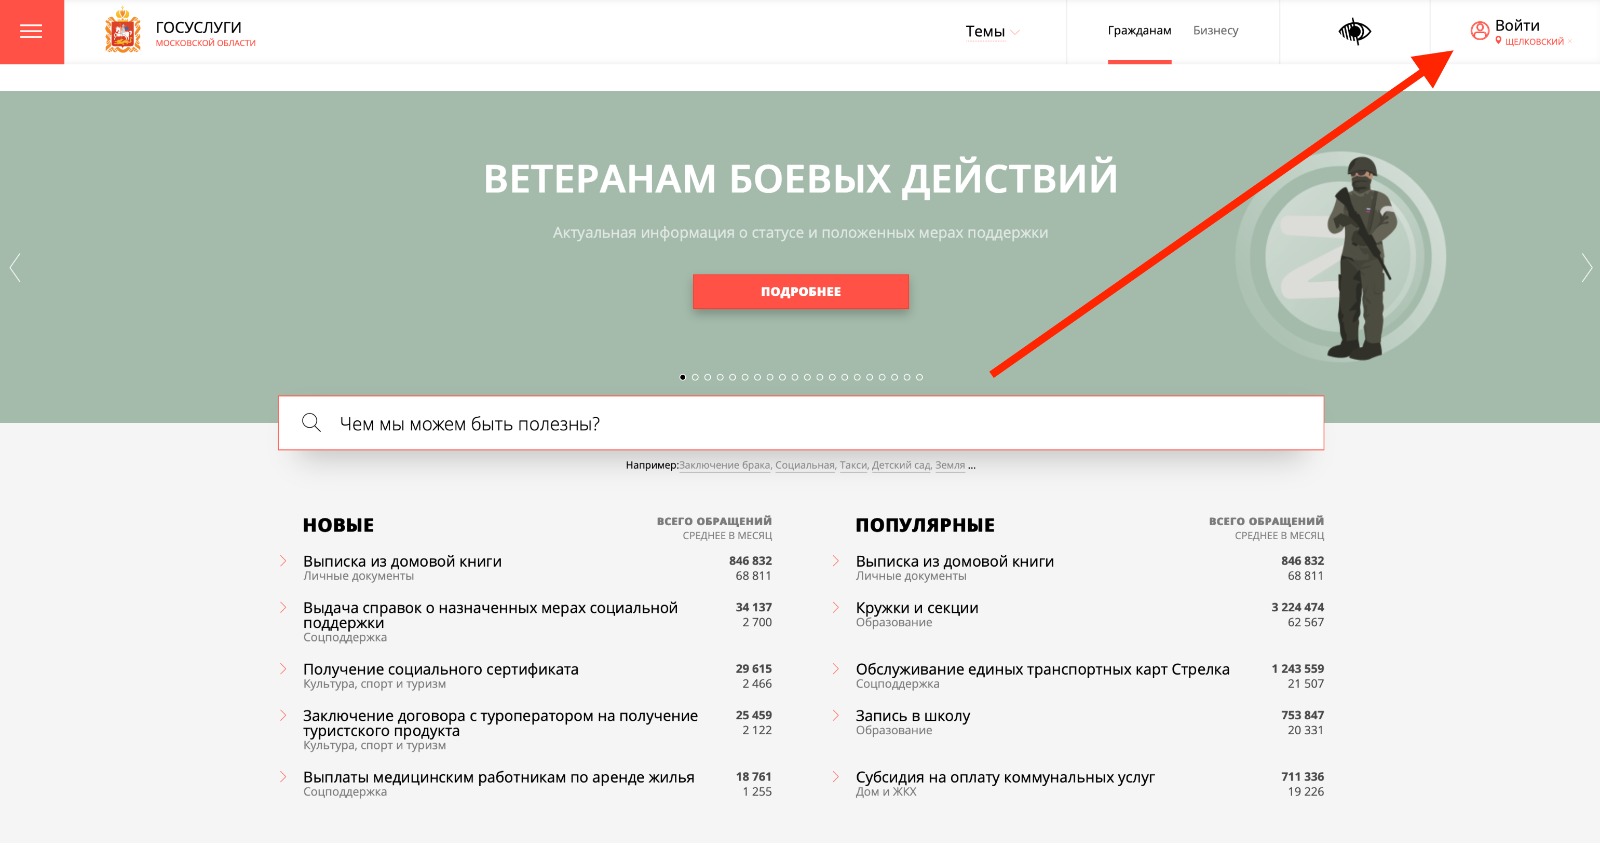 ГОСУСЛУГИ
МОСКОВСКОЙ ОБЛАСТИ
Темы
Гражданам
Бизнесу
Войти
ЩЕЛКОВСКИЙ
ВЕТЕРАНАМ БОЕВЫХ ДЕЙСТВИЙ
Актуальная информация о статусе и положенных мерах поддержки
ПОДРОБНЕЕ
Чем мы можем быть полезны?
Например:Заключение брака, Социальная, Такси, Детский сад, Земля ...
НОВЫЕ
ВСЕГО ОБРАЩЕНИЙ
СРЕДНЕЕ В МЕСЯЦ
Выписка из домовой книги 846 832
Личные документы 68 811
Выдача справок о назначенных мерах социальной 34 137
поддержки 2 700
Соцподдержка
Получение социального сертификата 29 615
Культура, спорт и туризм 2 466
Заключение договора с туроператором на получение 25 459
туристского продукта 2 122
Культура, спорт и туризм
Выплаты медицинским работникам по аренде жилья 18 761
Соцподдержка 1 255
ПОПУЛЯРНЫЕ
ВСЕГО ОБРАЩЕНИЙ
СРЕДНЕЕ В МЕСЯЦ
Выписка из домовой книги 846 832
Личные документы 68 811
Кружки и секции 3 224 474
Образование 62 567
Обслуживание единых транспортных карт Стрелка 1 243 559
Соцподдержка 21 507
Запись в школу 753 847
Образование 20 331
Субсидия на оплату коммунальных услуг 711 336
Дом и ЖКХ 19 226